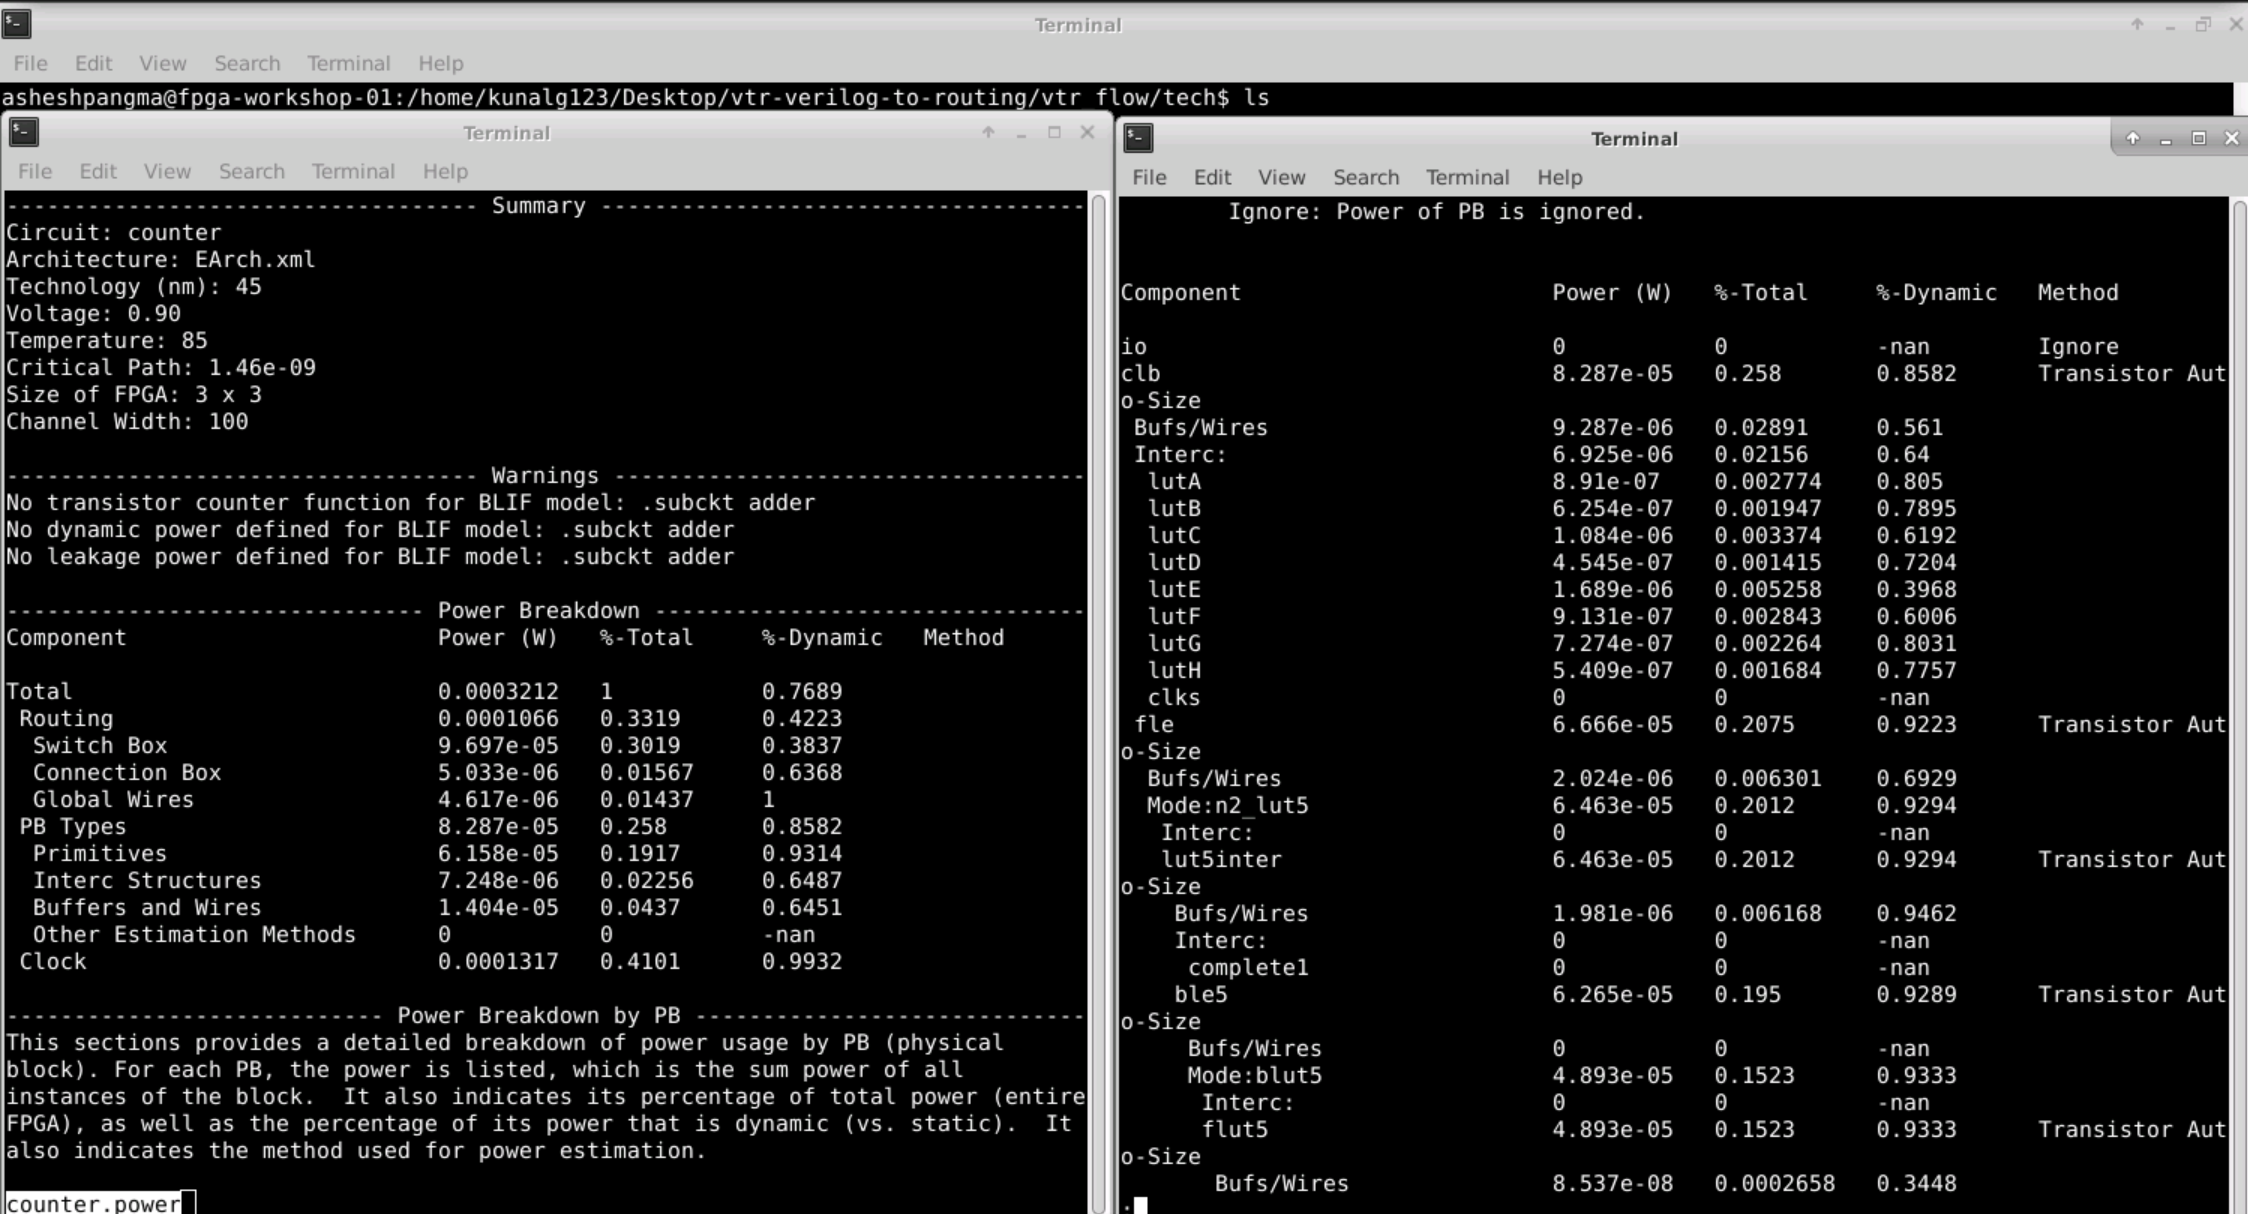 Terminal
File Edit View Search Terminal Help
asheshpangma@fpga-workshop-01:/home/kunalg123/Desktop/vtr-verilog-to-routing/vtr_flow/tech$ ls
Terminal
File Edit View Search Terminal Help
----------------------------------- Summary ------------------------------------
Circuit: counter
Architecture: EArch.xml
Technology (nm): 45
Voltage: 0.90
Temperature: 85
Critical Path: 1.46e-09
Size of FPGA: 3 x 3
Channel Width: 100
----------------------------------- Warnings -----------------------------------
No transistor counter function for BLIF model: .subckt adder
No dynamic power defined for BLIF model: .subckt adder
No leakage power defined for BLIF model: .subckt adder
------------------------------- Power Breakdown --------------------------------
Component Power (W) %-Total %-Dynamic Method
Total 0.0003212 1 0.7689
Routing 0.0001066 0.3319 0.4223
Switch Box 9.697e-05 0.3019 0.3837
Connection Box 5.033e-06 0.01567 0.6368
Global Wires 4.617e-06 0.01437 1
PB Types 8.287e-05 0.258 0.8582
Primitives 6.158e-05 0.1917 0.9314
Interc Structures 7.248e-06 0.02256 0.6487
Buffers and Wires 1.404e-05 0.0437 0.6451
Other Estimation Methods 0 0 -nan
Clock 0.0001317 0.4101 0.9932
---------------------------- Power Breakdown by PB -----------------------------
This sections provides a detailed breakdown of power usage by PB (physical
block). For each PB, the power is listed, which is the sum power of all
instances of the block.  It also indicates its percentage of total power (entire
FPGA), as well as the percentage of its power that is dynamic (vs. static).  It
also indicates the method used for power estimation.
counter.power
Terminal
File Edit View Search Terminal Help
Ignore: Power of PB is ignored.
Component Power (W) %-Total %-Dynamic Method
io 0 0 -nan Ignore
clb 8.287e-05 0.258 0.8582 Transistor Aut
o-Size
Bufs/Wires 9.287e-06 0.02891 0.561
Interc: 6.925e-06 0.02156 0.64
lutA 8.91e-07 0.002774 0.805
lutB 6.254e-07 0.001947 0.7895
lutC 1.084e-06 0.003374 0.6192
lutD 4.545e-07 0.001415 0.7204
lutE 1.689e-06 0.005258 0.3968
lutF 9.131e-07 0.002843 0.6006
lutG 7.274e-07 0.002264 0.8031
lutH 5.409e-07 0.001684 0.7757
clks 0 0 -nan
fle 6.666e-05 0.2075 0.9223 Transistor Aut
o-Size
Bufs/Wires 2.024e-06 0.006301 0.6929
Mode:n2_lut5 6.463e-05 0.2012 0.9294
Interc: 0 0 -nan
lut5inter 6.463e-05 0.2012 0.9294 Transistor Aut
o-Size
Bufs/Wires 1.981e-06 0.006168 0.9462
Interc: 0 0 -nan
complete1 0 0 -nan
ble5 6.265e-05 0.195 0.9289 Transistor Aut
o-Size
Bufs/Wires 0 0 -nan
Mode:blut5 4.893e-05 0.1523 0.9333
Interc: 0 0 -nan
flut5 4.893e-05 0.1523 0.9333 Transistor Aut
o-Size
Bufs/Wires 8.537e-08 0.0002658 0.3448